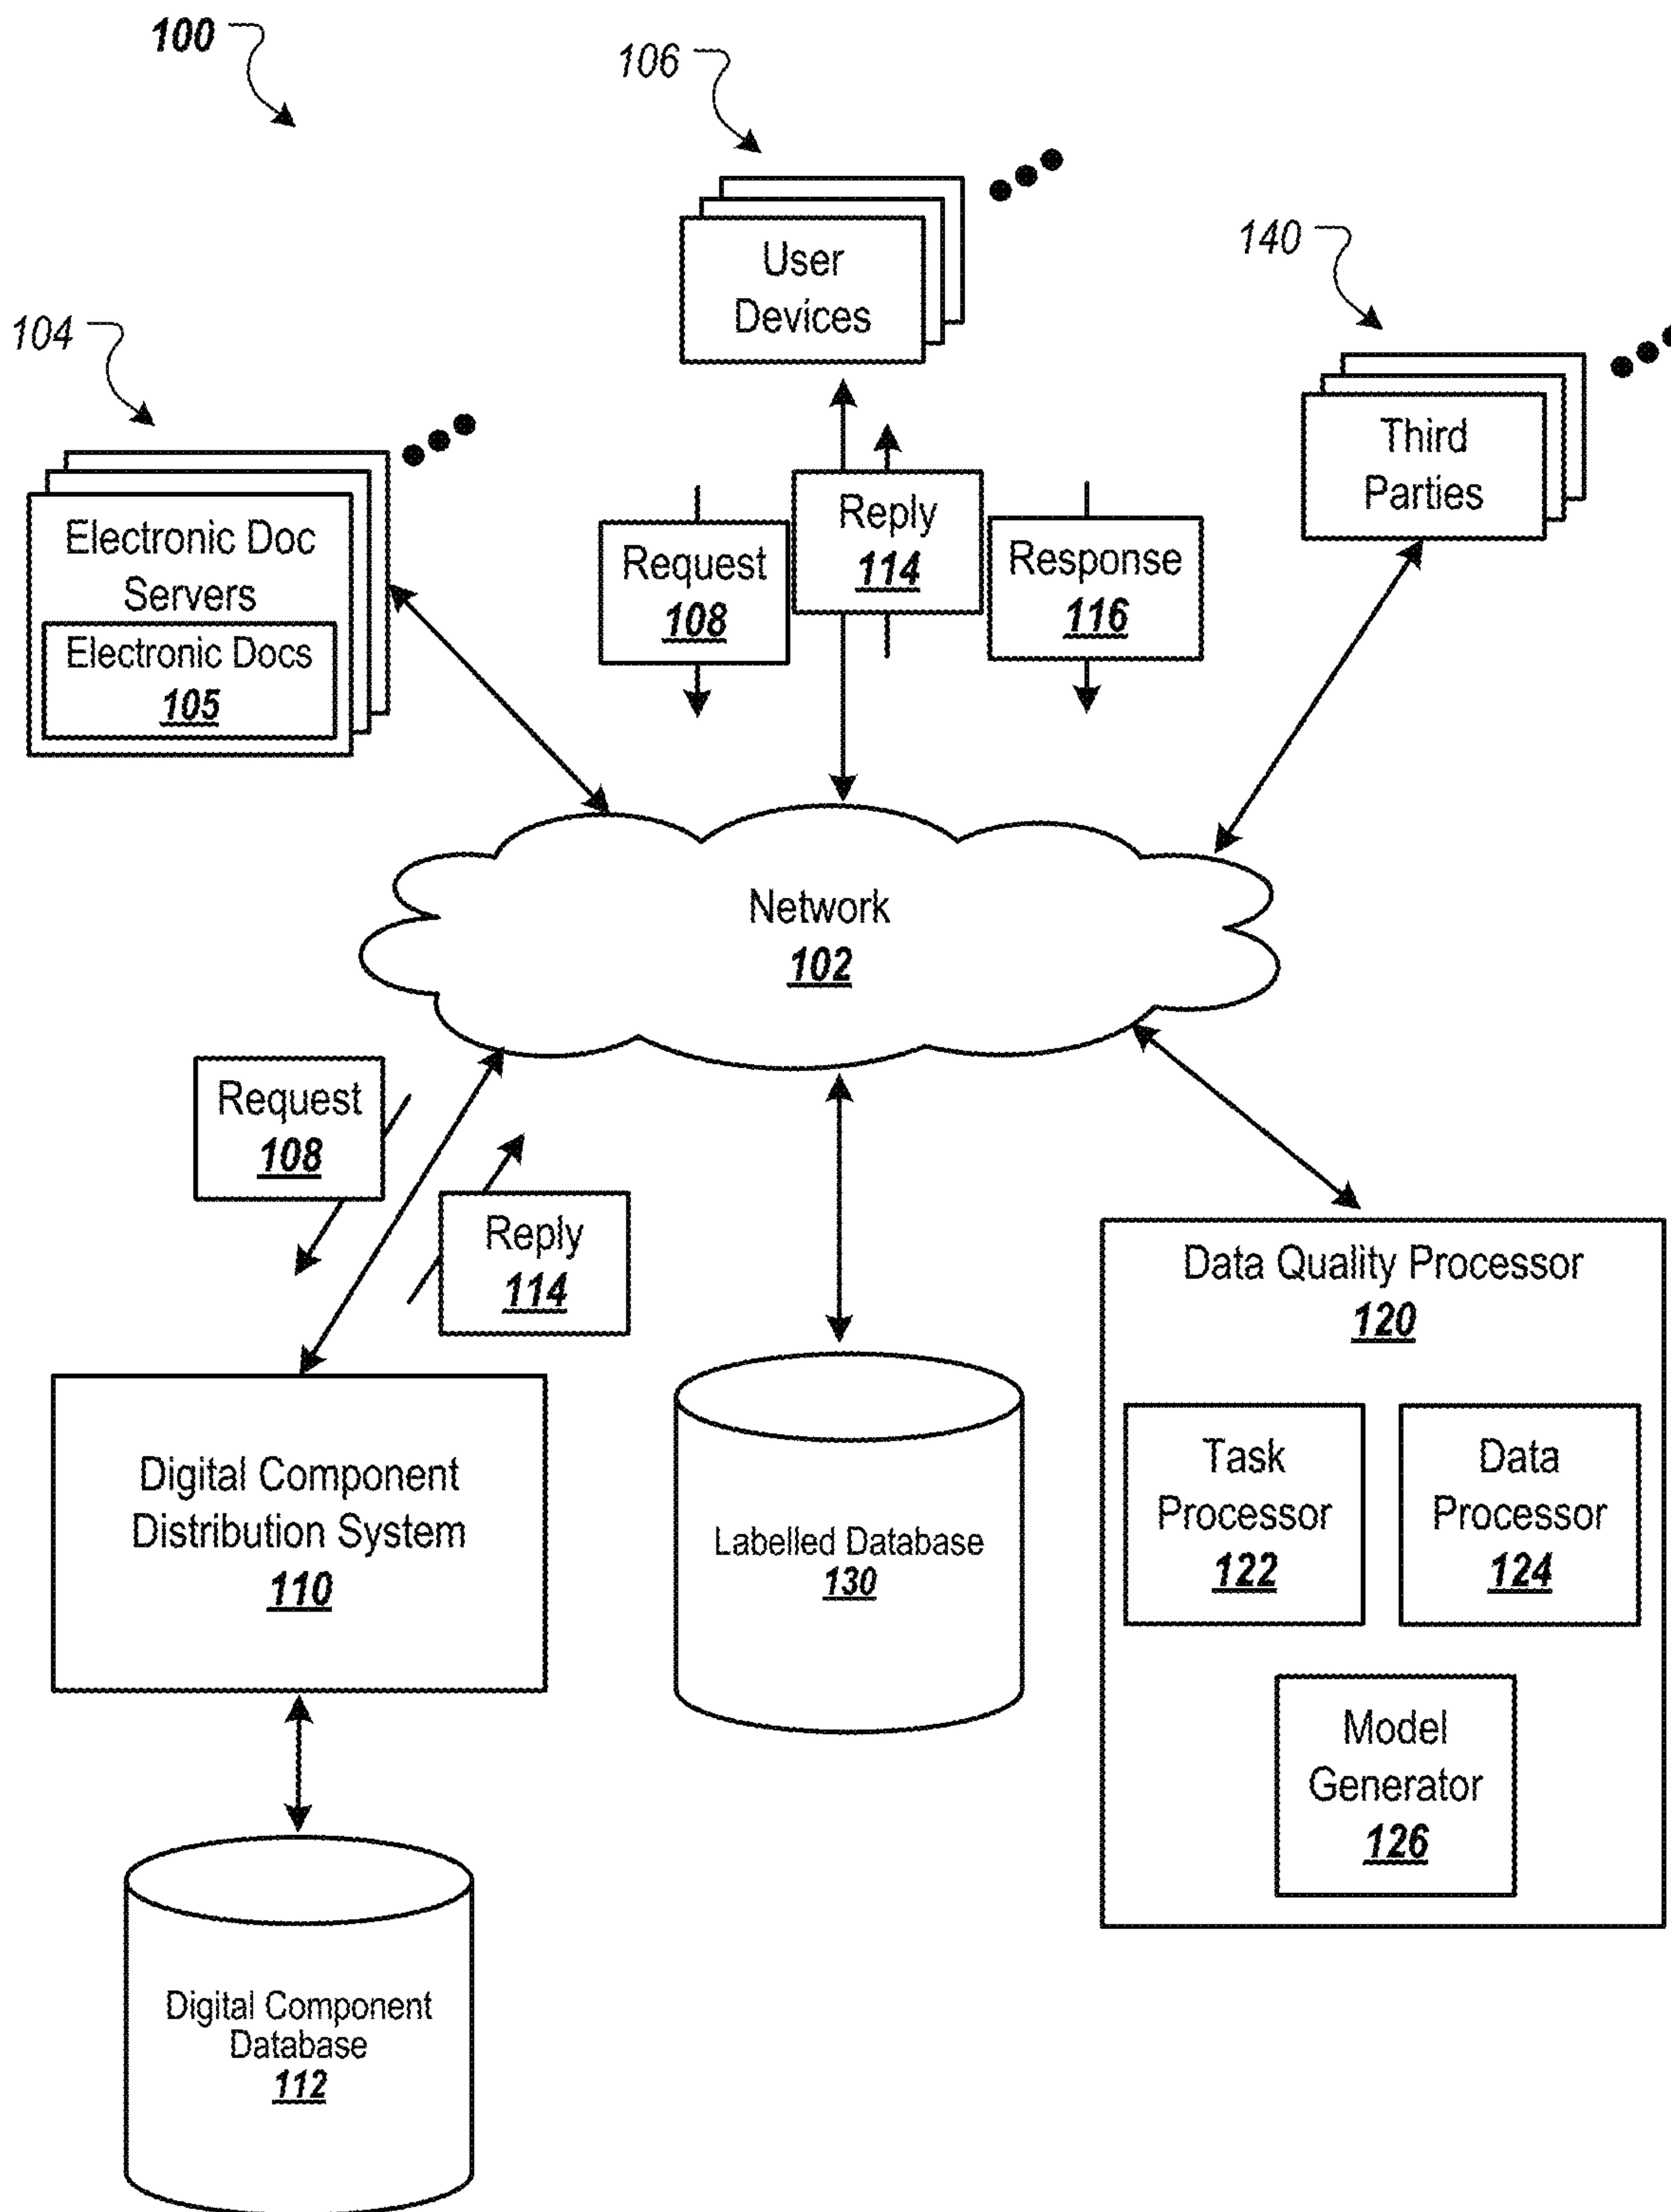 100
106
140
104
User
Devices
Third
Parties
Electronic Doc
Servers
Electronic Docs
105
Request
108
Reply
114
Response
116
Network
102
Request
108
Reply
114
Data Quality Processor
120
Task
Processor
122
Data
Processor
124
Model
Generator
126
Digital Component
Distribution System
110
Labelled Database
130
Digital Component
Database
112